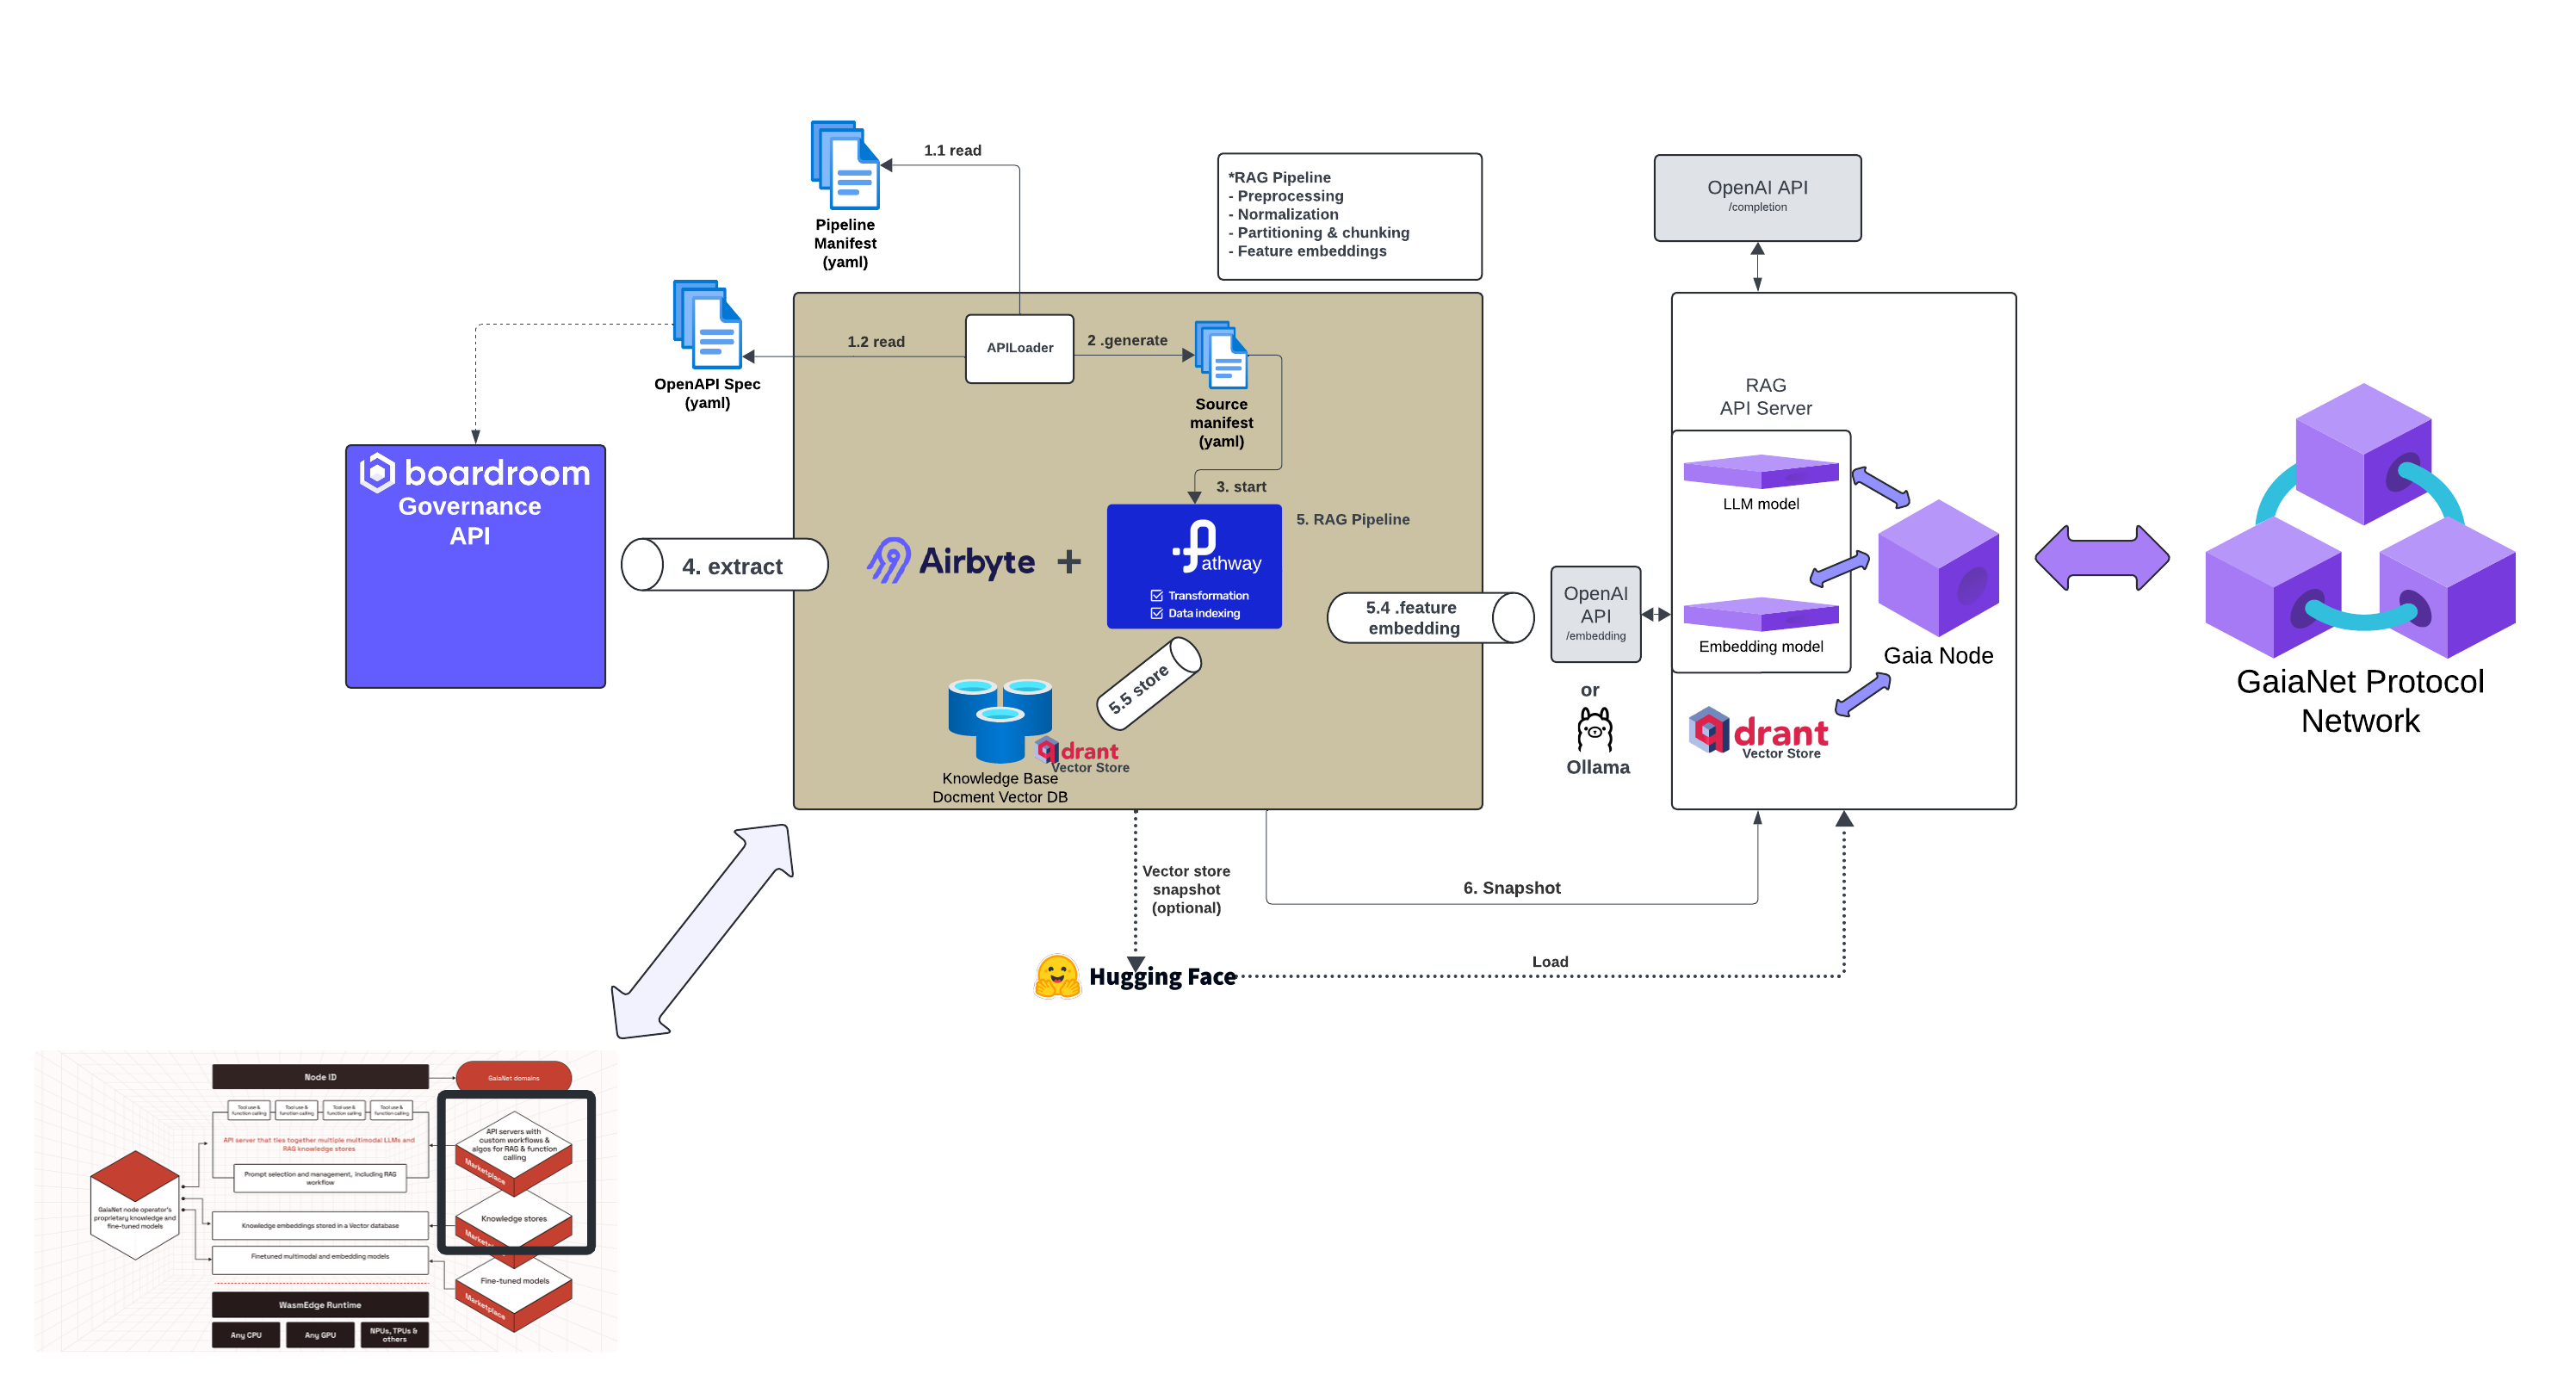 1.1 read
Pipeline
Manifest
(yaml)
*RAG Pipeline
- Preprocessing
- Normalization
- Partitioning & chunking
- Feature embeddings
OpenAI API
/completion
OpenAPI Spec
(yaml)
1.2 read
APILoader
2 .generate
Source
manifest
(yaml)
3. start
boardroom
Governance
API
4. extract
Airbyte
+
Pathway
Transformation
Data indexing
5. RAG Pipeline
5.4 .feature
embedding
5.5 store
Knowledge Base
Docment Vector DB
qdrant
Vector Store
OpenAI
API
/embedding
or
Ollama
RAG
API Server
LLM model
Embedding model
Gaia Node
qdrant
Vector Store
GaiaNet Protocol
Network
Vector store
snapshot
(optional)
6. Snapshot
Hugging Face
Load
Node ID
GaiaNet domains
Tool use &
function calling
Tool use &
function calling
Tool use &
function calling
Tool use &
function calling
API server that ties together multiple multimodal LLMs and
RAG knowledge stores
Prompt selection and management, including RAG
workflow
API servers with
custom workflows &
algos for RAG & function
calling
Marketplace
GaiaNet node operator's
proprietary knowledge and
fine-tuned models
Knowledge embeddings stored in a Vector database
Knowledge stores
Finetuned multimodal and embedding models
Fine-tuned models
Marketplace
WasmEdge Runtime
Any CPU
Any GPU
NPUs, TPUs &
others